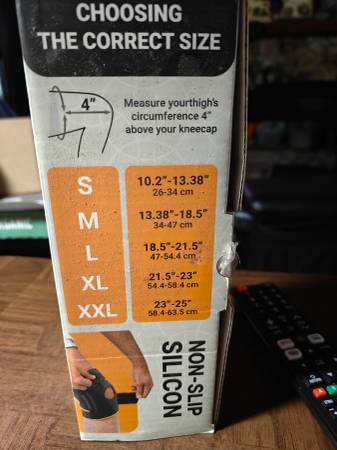 CHOOSING
THE CORRECT SIZE
4"
Measure yourthigh's
circumference 4"
above your kneecap
S
10.2"-13.38"
26-34 cm
M
13.38"-18.5"
34-47 cm
L
18.5"-21.5"
47-54.4 cm
XL
21.5"-23"
54.4-58.4 cm
XXL
23"-25"
58.4-63.5 cm
NON-SLIP
SILICON